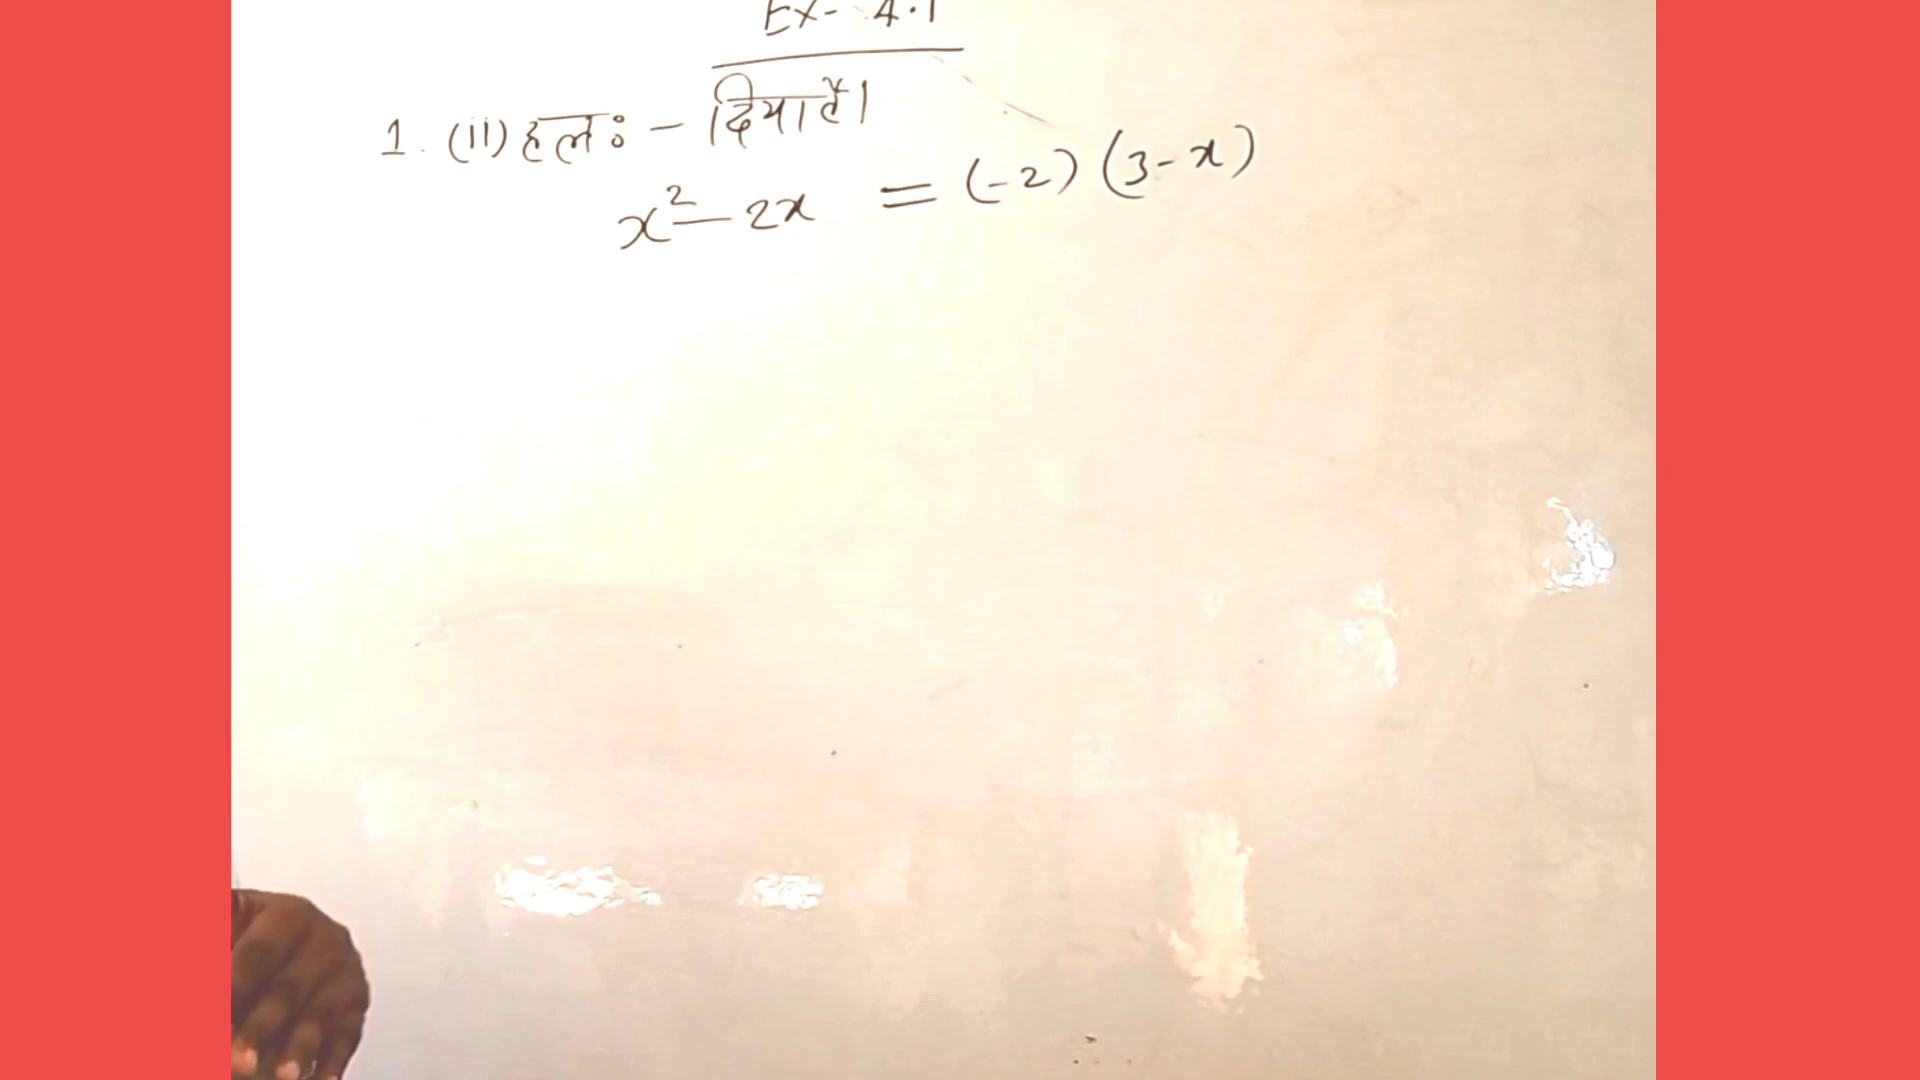 Ex- 4.1
1. (ii) हलः - दिया है।
x² - 2x = (-2) (3-x)